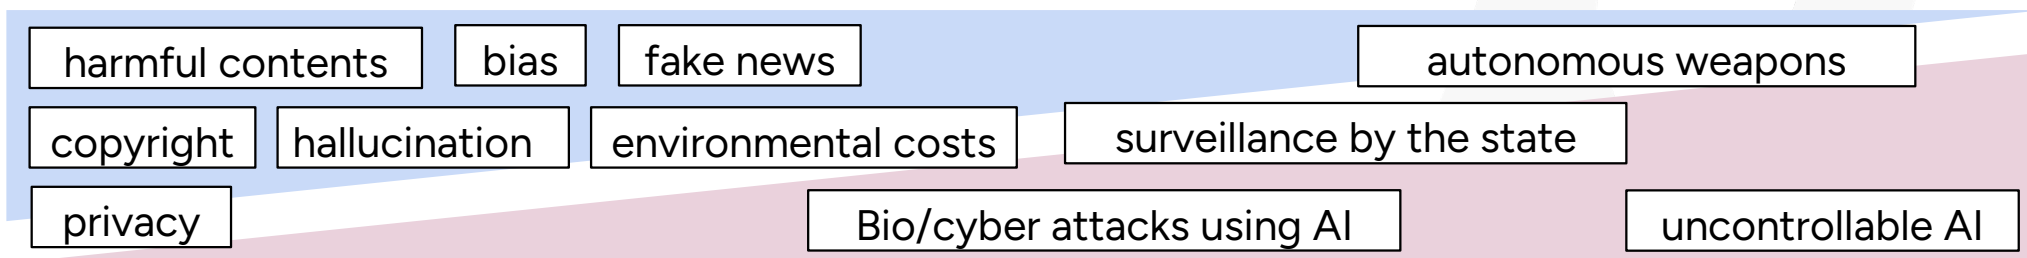 harmful contents
bias
fake news
autonomous weapons
copyright
hallucination
environmental costs
surveillance by the state
privacy
Bio/cyber attacks using AI
uncontrollable AI